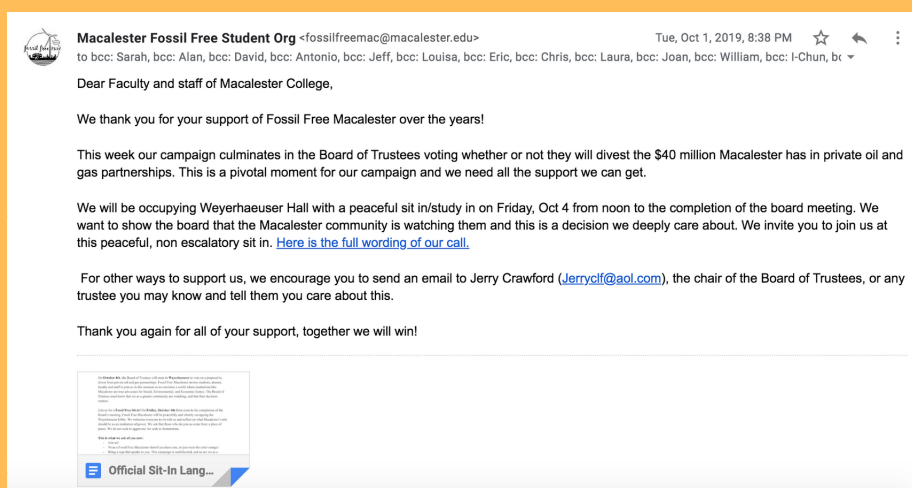 Macalester Fossil Free Student Org <fossilfreemac@macalester.edu>
Tue, Oct 1, 2019, 8:38 PM
to bcc: Sarah, bcc: Alan, bcc: David, bcc: Antonio, bcc: Jeff, bcc: Louisa, bcc: Eric, bcc: Chris, bcc: Laura, bcc: Joan, bcc: William, bcc: I-Chun, bc
Dear Faculty and staff of Macalester College,
We thank you for your support of Fossil Free Macalester over the years!
This week our campaign culminates in the Board of Trustees voting whether or not they will divest the $40 million Macalester has in private oil and
gas partnerships. This is a pivotal moment for our campaign and we need all the support we can get.
We will be occupying Weyerhaeuser Hall with a peaceful sit in/study in on Friday, Oct 4 from noon to the completion of the board meeting. We
want to show the board that the Macalester community is watching them and this is a decision we deeply care about. We invite you to join us at
this peaceful, non escalatory sit in. Here is the full wording of our call.
For other ways to support us, we encourage you to send an email to Jerry Crawford (Jerryclf@aol.com), the chair of the Board of Trustees, or any
trustee you may know and tell them you care about this.
Thank you again for all of your support, together we will win!
Official Sit-In Lang...